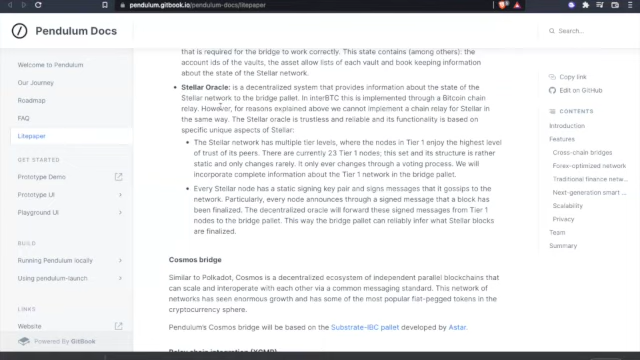 pendulum.gitbook.io/pendulum-docs/litepaper
Pendulum Docs
Search...
Welcome to Pendulum
Our Journey
Roadmap
FAQ
Litepaper
GET STARTED
Prototype Demo
Prototype UI
Playground UI
BUILD
Running Pendulum locally
Using pendulum-launch
LINKS
Website
Powered By GitBook
that is required for the bridge to work correctly. This state contains (among others): the
account ids of the vaults, the asset allow lists of each vault and book keeping
information about the state of the Stellar network.
• Stellar Oracle: is a decentralized system that provides information about the state of the
Stellar network to the bridge pallet. In interBTC this is implemented through a Bitcoin chain
relay. However, for reasons explained above we cannot implement a chain relay for Stellar in
the same way. The Stellar oracle is trustless and reliable and its functionality is based on
specific unique aspects of Stellar:
• The Stellar network has multiple tier levels, where the nodes in Tier 1 enjoy the highest level
of trust of its peers. There are currently 23 Tier 1 nodes; this set and its structure is rather
static and only changes rarely, it only ever changes through a voting process. We will
incorporate complete information about the Tier 1 network in the bridge pallet.
• Every Stellar node has a static signing key pair and signs messages that it gossips to the
network. Particularly, every node announces through a signed message that a block has
been finalized. The decentralized oracle will forward these signed messages from Tier 1
nodes to the bridge pallet. This way the bridge pallet can reliably infer what Stellar blocks
are finalized.
Cosmos bridge
Similar to Polkadot, Cosmos is a decentralized ecosystem of independent parallel blockchains that
can scale and interoperate with each other via a common messaging standard. This network of
networks has seen enormous growth and has some of the most popular fiat-pegged tokens in the
cryptocurrency sphere.
Pendulum's Cosmos bridge will be based on the Substrate-IBC pallet developed by Astar.
Relay chain integration (XCMP)
Copy link
Edit on GitHub
CONTENTS
Introduction
Features
Cross-chain bridges
Forex-optimized network
Traditional finance netw
Next-generation smart
Scalability
Privacy
Team
Summary